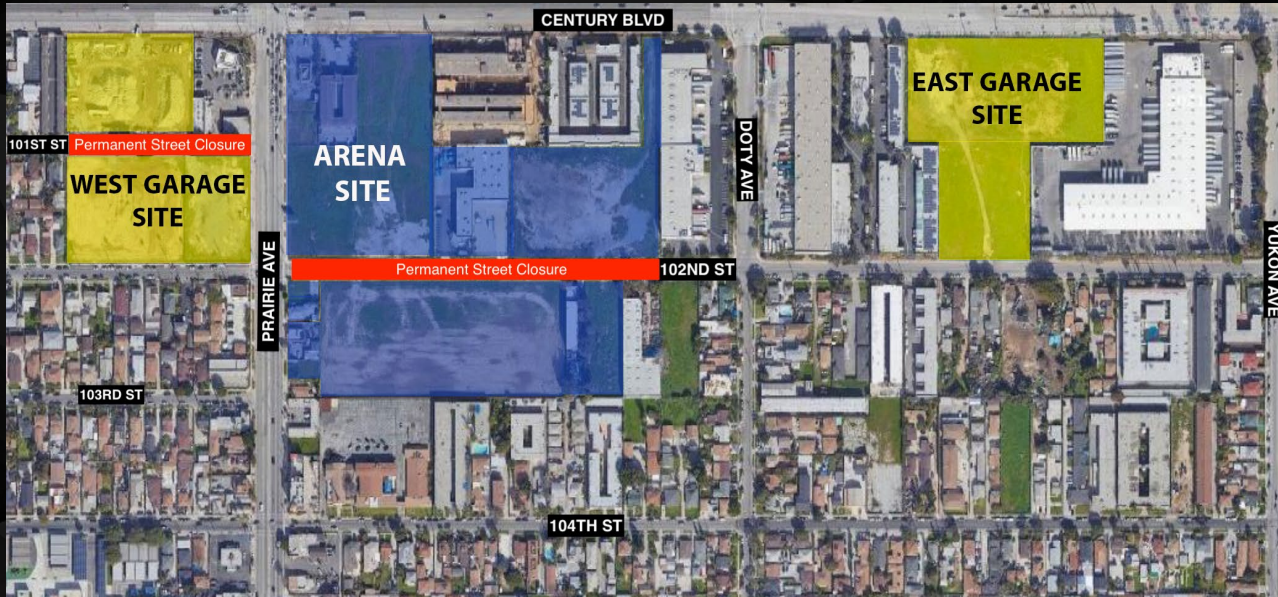 CENTURY BLVD
EAST GARAGE
SITE
101ST ST
Permanent Street Closure
DOTY AVE
ARENA
SITE
WEST GARAGE
SITE
PRAIRIE AVE
Permanent Street Closure
102ND ST
YUKON AVE
103RD ST
104TH ST